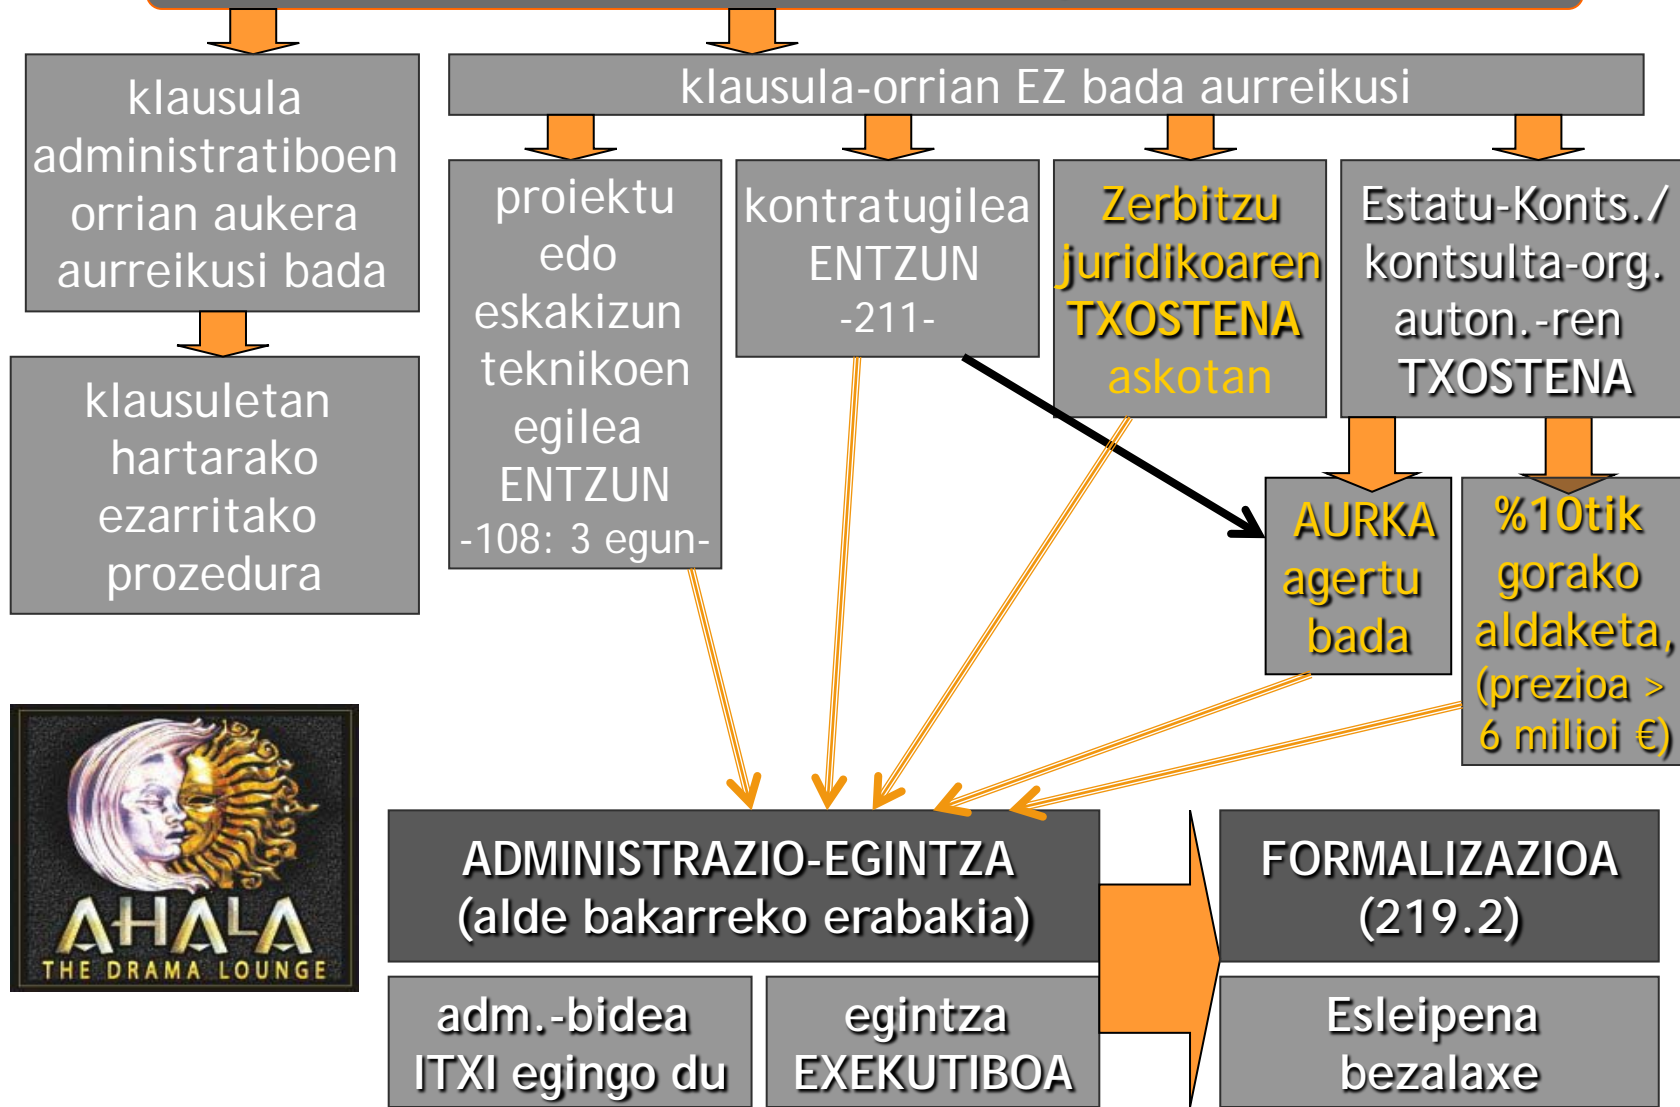 klausula
administratiboen
orrian aukera
aurreikusi bada
klausuletan
hartarako
ezarritako
prozedura
klausula-orrian EZ bada aurreikusi
proiektu
edo
eskakizun
teknikoen
egilea
ENTZUN
-108: 3 egun-
kontratugilea
ENTZUN
-211-
Zerbitzu
juridikoaren
TXOSTENA
askotan
Estatu-Konts./
kontsulta-org.
auton.-ren
TXOSTENA
AURKA
agertu
bada
%10tik
gorako
aldaketa,
(prezioa >
6 milioi €)
AHALA
THE DRAMA LOUNGE
ADMINISTRAZIO-EGINTZA
(alde bakarreko erabakia)
adm.-bidea
ITXI egingo du
egintza
EXEKUTIBOA
FORMALIZAZIOA
(219.2)
Esleipena
bezalaxe